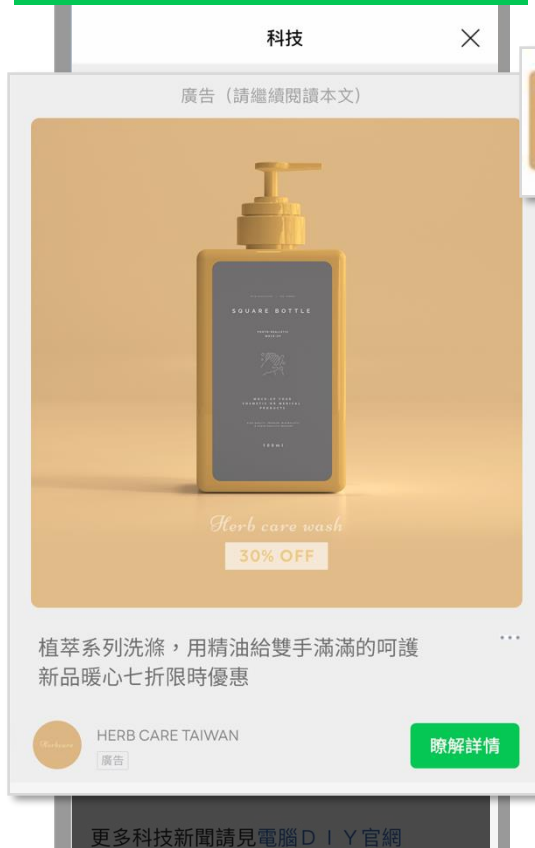 科技
廣告（請繼續閱讀本文）
SQUARE BOTTLE
100ml
Herb care wash
30% OFF
植萃系列洗滌，用精油給雙手滿滿的呵護
新品暖心七折限時優惠
Herbcare
HERB CARE TAIWAN
廣告
瞭解詳情
更多科技新聞請見電腦ＤＩＹ官網